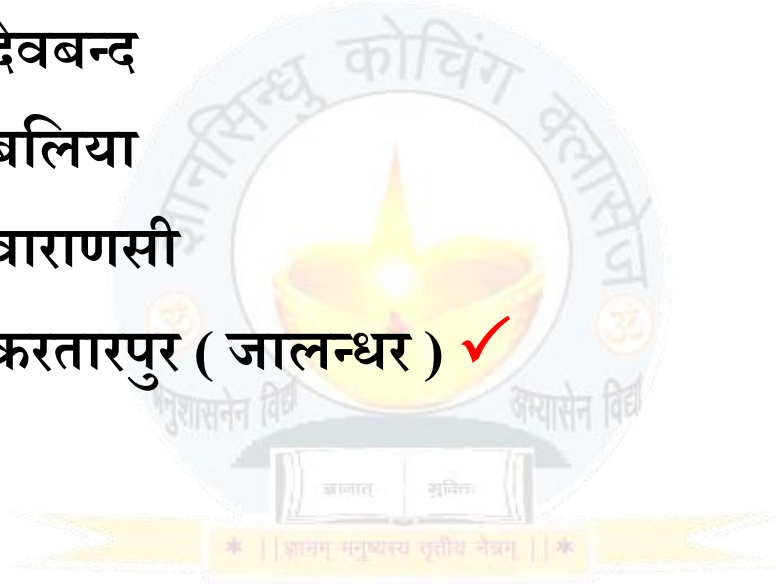 देवबन्द
बलिया
वाराणसी
करतारपुर ( जालन्धर ) ✓
ज्ञानसिन्धु कोचिंग क्लासेज
ॐ ॐ
अनुशासनेन विद्या अभ्यासेन विद्या
ज्ञानात् मुक्तिः
* ||ज्ञानम् मनुष्यस्य तृतीय नेत्रम् || *